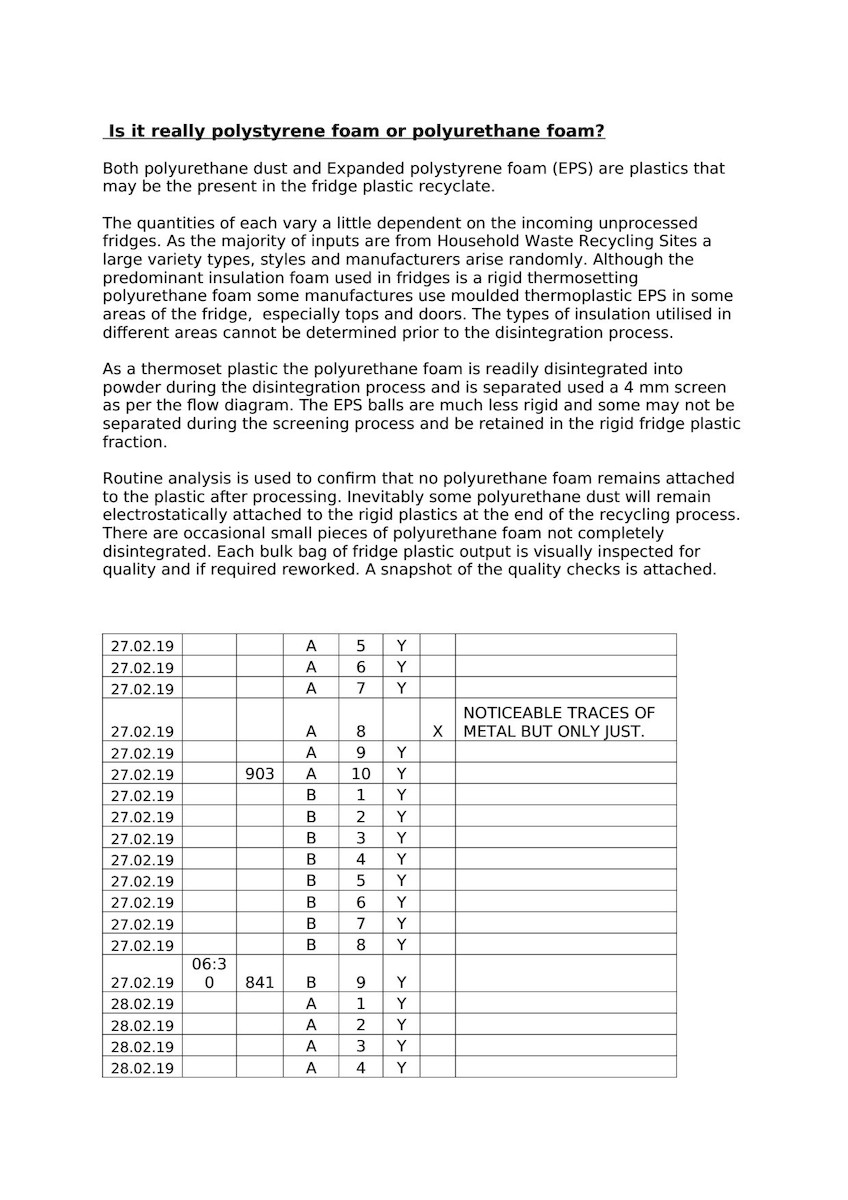 Is it really polystyrene foam or polyurethane foam?
Both polyurethane dust and Expanded polystyrene foam (EPS) are plastics that
may be the present in the fridge plastic recyclate.
The quantities of each vary a little dependent on the incoming unprocessed
fridges. As the majority of inputs are from Household Waste Recycling Sites a
large variety types, styles and manufacturers arise randomly. Although the
predominant insulation foam used in fridges is a rigid thermosetting
polyurethane foam some manufactures use moulded thermoplastic EPS in some
areas of the fridge,  especially tops and doors. The types of insulation utilised in
different areas cannot be determined prior to the disintegration process.
As a thermoset plastic the polyurethane foam is readily disintegrated into
powder during the disintegration process and is separated used a 4 mm screen
as per the flow diagram. The EPS balls are much less rigid and some may not be
separated during the screening process and be retained in the rigid fridge plastic
fraction.
Routine analysis is used to confirm that no polyurethane foam remains attached
to the plastic after processing. Inevitably some polyurethane dust will remain
electrostatically attached to the rigid plastics at the end of the recycling process.
There are occasional small pieces of polyurethane foam not completely
disintegrated. Each bulk bag of fridge plastic output is visually inspected for
quality and if required reworked. A snapshot of the quality checks is attached.
27.02.19 A 5 Y
27.02.19 A 6 Y
27.02.19 A 7 Y
NOTICEABLE TRACES OF
27.02.19 A 8 X METAL BUT ONLY JUST.
27.02.19 A 9 Y
27.02.19 903 A 10 Y
27.02.19 B 1 Y
27.02.19 B 2 Y
27.02.19 B 3 Y
27.02.19 B 4 Y
27.02.19 B 5 Y
27.02.19 B 6 Y
27.02.19 B 7 Y
27.02.19 B 8 Y
06:3
27.02.19 0 841 B 9 Y
28.02.19 A 1 Y
28.02.19 A 2 Y
28.02.19 A 3 Y
28.02.19 A 4 Y